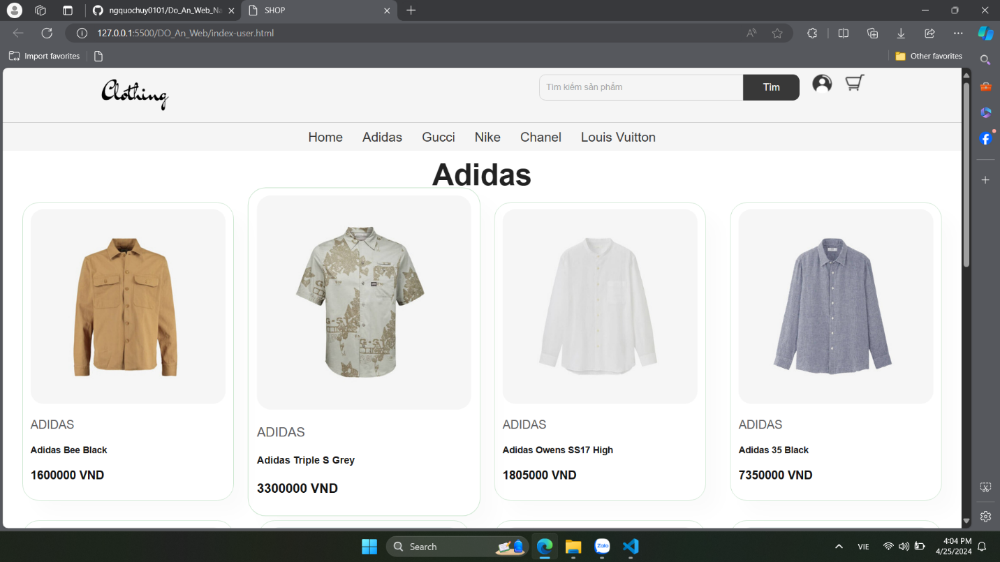 ngquochuy0101/Do_An_Web_Na
SHOP
127.0.0.1:5500/DO_An_Web/index-user.html
Import favorites
Other favorites
Clothing
Tìm kiếm sản phẩm
Tìm
Home Adidas Gucci Nike Chanel Louis Vuitton
Adidas
ADIDAS
Adidas Bee Black
1600000 VND
ADIDAS
Adidas Triple S Grey
3300000 VND
ADIDAS
Adidas Owens SS17 High
1805000 VND
ADIDAS
Adidas 35 Black
7350000 VND
Search
Zalo
VIE
4:04 PM
4/25/2024